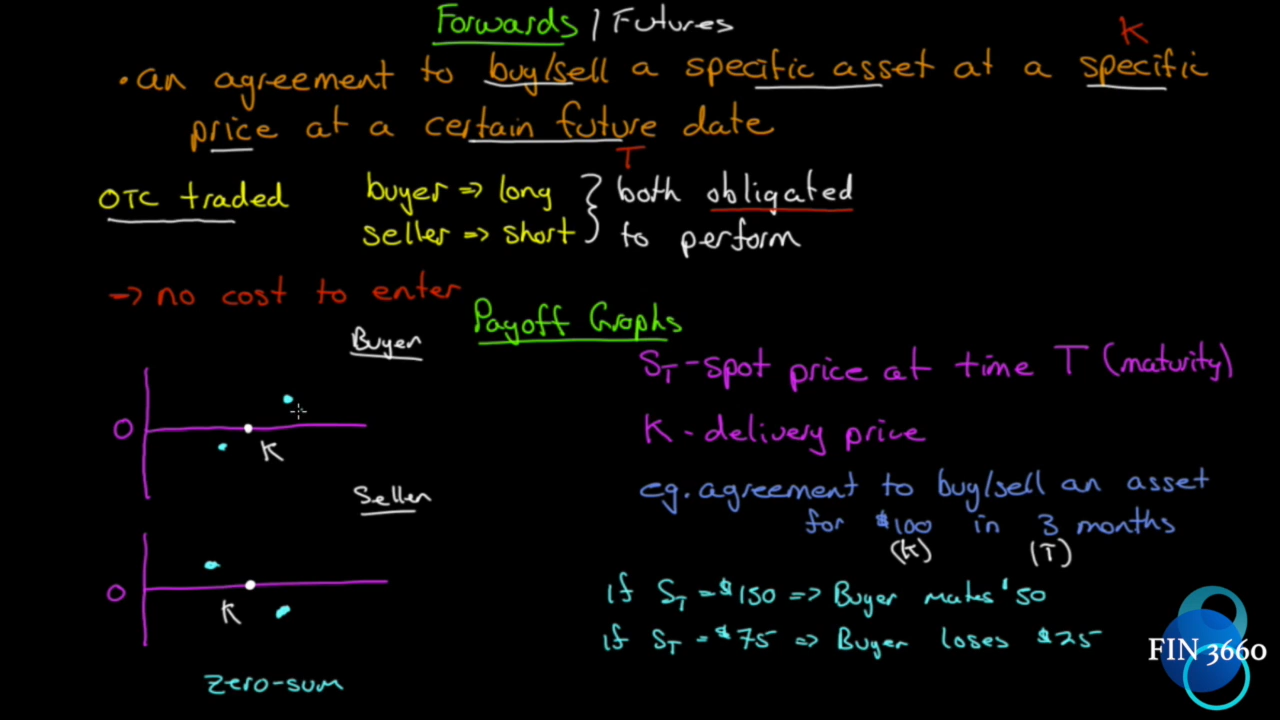 Forwards / Futures
K
• an agreement to buy/sell a specific asset at a specific
price at a certain future date
T
OTC traded
buyer => long
seller => short
both obligated
to perform
-> no cost to enter
Payoff Graphs
Buyer
0
K
Seller
0
K
zero-sum
S_T - spot price at time T (maturity)
K - delivery price
eg. agreement to buy/sell an asset
for $100 in 3 months
(K) (T)
if S_T = $150 => Buyer makes $50
if S_T = $75 => Buyer loses $25
FIN 3660